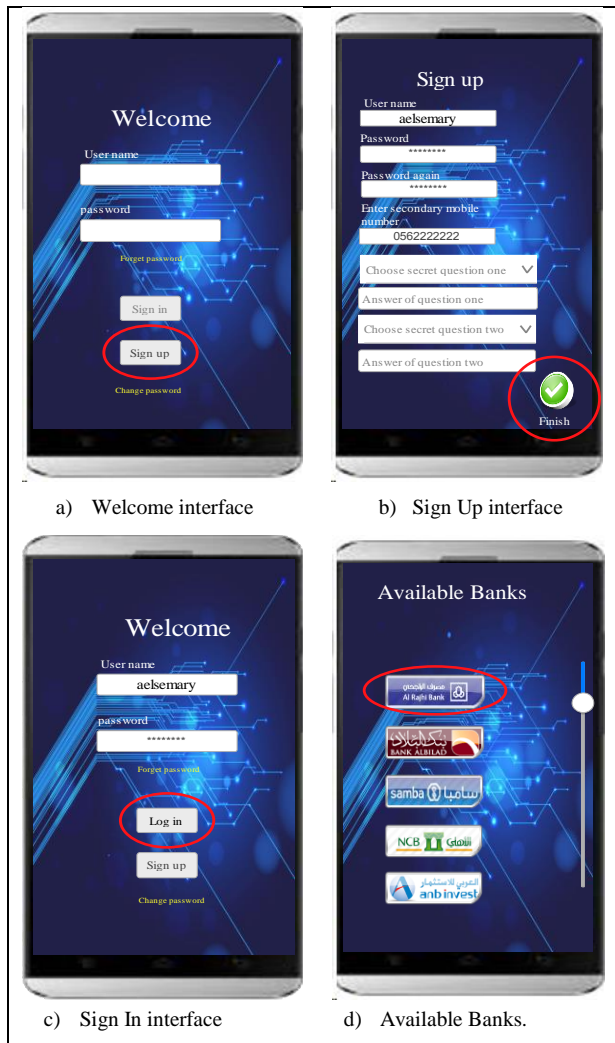 Welcome
User name
password
Forget password
Sign in
Sign up
Change password
a) Welcome interface
Sign up
User name
aelsemary
Password
********
Password again
********
Enter secondary mobile
number
0562222222
Choose secret question one
Answer of question one
Choose secret question two
Answer of question two
Finish
b) Sign Up interface
Welcome
User name
aelsemary
password
********
Forget password
Log in
Sign up
Change password
c) Sign In interface
Available Banks
مصرف الراجحي
Al Rajhi Bank
بنك البلاد
BANK ALBILAD
samba سامبا
NCB الأهلي
العربي للاستثمار
anb invest
d) Available Banks.